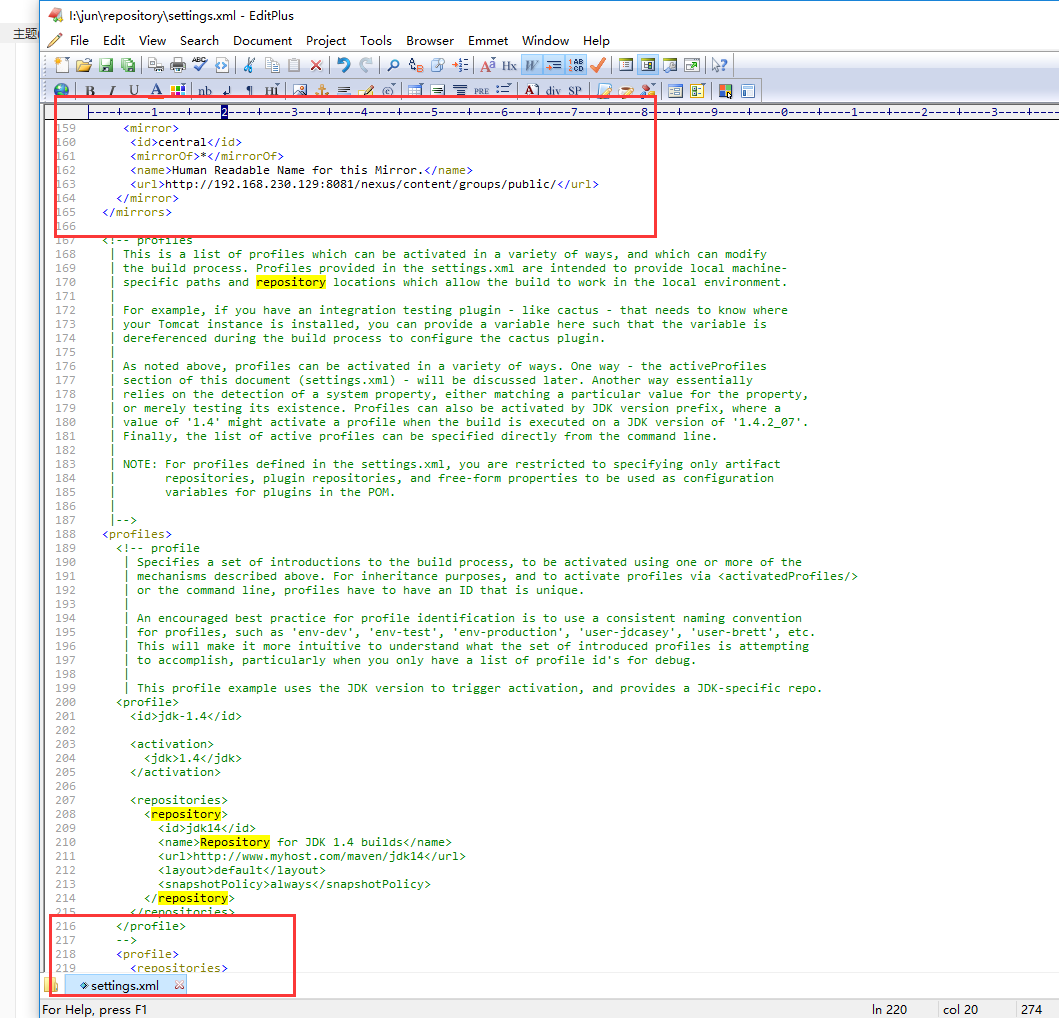 主题
I:\jun\repository\settings.xml - EditPlus
File Edit View Search Document Project Tools Browser Emmet Window Help
B I U A nb ¶ Hi PRE A div SP
----+----1----+----2----+----3----+----4----+----5----+----6----+----7----+----8----+----9----+----0----+----1----+----2----+----3----+--
159 <mirror>
160 <id>central</id>
161 <mirrorOf>*</mirrorOf>
162 <name>Human Readable Name for this Mirror.</name>
163 <url>http://192.168.230.129:8081/nexus/content/groups/public/</url>
164 </mirror>
165 </mirrors>
166
167 <!-- profiles
168 | This is a list of profiles which can be activated in a variety of ways, and which can modify
169 | the build process. Profiles provided in the settings.xml are intended to provide local machine-
170 | specific paths and repository locations which allow the build to work in the local environment.
171 |
172 | For example, if you have an integration testing plugin - like cactus - that needs to know where
173 | your Tomcat instance is installed, you can provide a variable here such that the variable is
174 | dereferenced during the build process to configure the cactus plugin.
175 |
176 | As noted above, profiles can be activated in a variety of ways. One way - the activeProfiles
177 | section of this document (settings.xml) - will be discussed later. Another way essentially
178 | relies on the detection of a system property, either matching a particular value for the property,
179 | or merely testing its existence. Profiles can also be activated by JDK version prefix, where a
180 | value of '1.4' might activate a profile when the build is executed on a JDK version of '1.4.2_07'.
181 | Finally, the list of active profiles can be specified directly from the command line.
182 |
183 | NOTE: For profiles defined in the settings.xml, you are restricted to specifying only artifact
184 | repositories, plugin repositories, and free-form properties to be used as configuration
185 | variables for plugins in the POM.
186 |
187 |-->
188 <profiles>
189 <!-- profile
190 | Specifies a set of introductions to the build process, to be activated using one or more of the
191 | mechanisms described above. For inheritance purposes, and to activate profiles via <activatedProfiles/>
192 | or the command line, profiles have to have an ID that is unique.
193 |
194 | An encouraged best practice for profile identification is to use a consistent naming convention
195 | for profiles, such as 'env-dev', 'env-test', 'env-production', 'user-jdcasey', 'user-brett', etc.
196 | This will make it more intuitive to understand what the set of introduced profiles is attempting
197 | to accomplish, particularly when you only have a list of profile id's for debug.
198 |
199 | This profile example uses the JDK version to trigger activation, and provides a JDK-specific repo.
200 <profile>
201 <id>jdk-1.4</id>
202
203 <activation>
204 <jdk>1.4</jdk>
205 </activation>
206
207 <repositories>
208 <repository>
209 <id>jdk14</id>
210 <name>Repository for JDK 1.4 builds</name>
211 <url>http://www.myhost.com/maven/jdk14</url>
212 <layout>default</layout>
213 <snapshotPolicy>always</snapshotPolicy>
214 </repository>
215 </repositories>
216 </profile>
217 -->
218 <profile>
219 <repositories>
settings.xml
For Help, press F1 ln 220 col 20 274